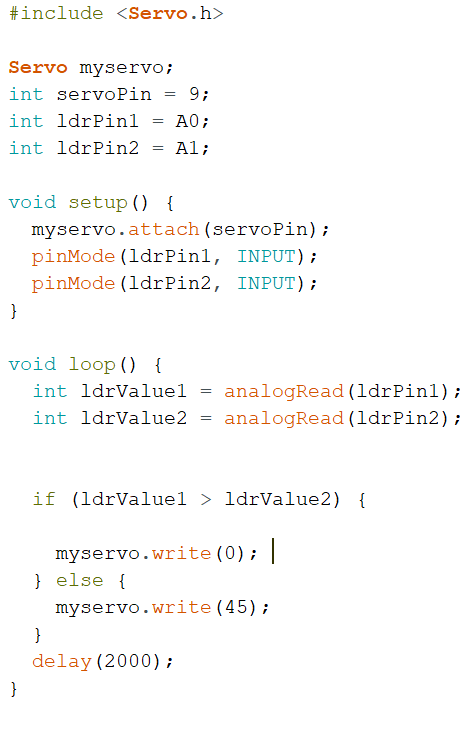 #include <Servo.h>
Servo myservo;
int servoPin = 9;
int ldrPin1 = A0;
int ldrPin2 = A1;
void setup() {
myservo.attach(servoPin);
pinMode(ldrPin1, INPUT);
pinMode(ldrPin2, INPUT);
}
void loop() {
int ldrValue1 = analogRead(ldrPin1);
int ldrValue2 = analogRead(ldrPin2);
if (ldrValue1 > ldrValue2) {
myservo.write(0);
} else {
myservo.write(45);
}
delay(2000);
}